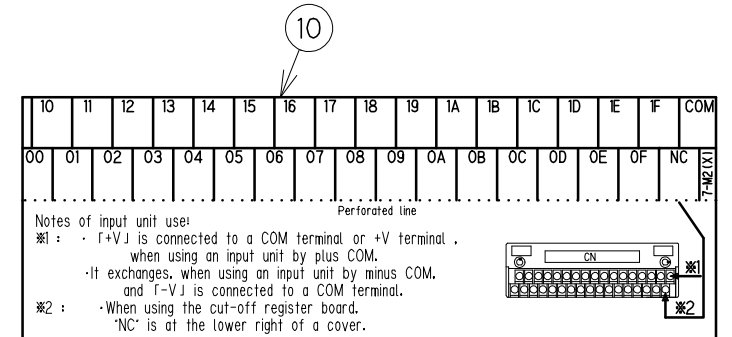 10
10 11 12 13 14 15 16 17 18 19 1A 1B 1C 1D 1E 1F COM
00 01 02 03 04 05 06 07 08 09 0A 0B 0C 0D 0E 0F NC 7-M2(X)
Perforated line
Notes of input unit use:
※1 : ・「+V」is connected to a COM terminal or +V terminal ,
when using an input unit by plus COM.
・It exchanges, when using an input unit by minus COM,
and 「-V」is connected to a COM terminal.
※2 : ・When using the cut-off register board.
"NC" is at the lower right of a cover.
CN
※1
※2